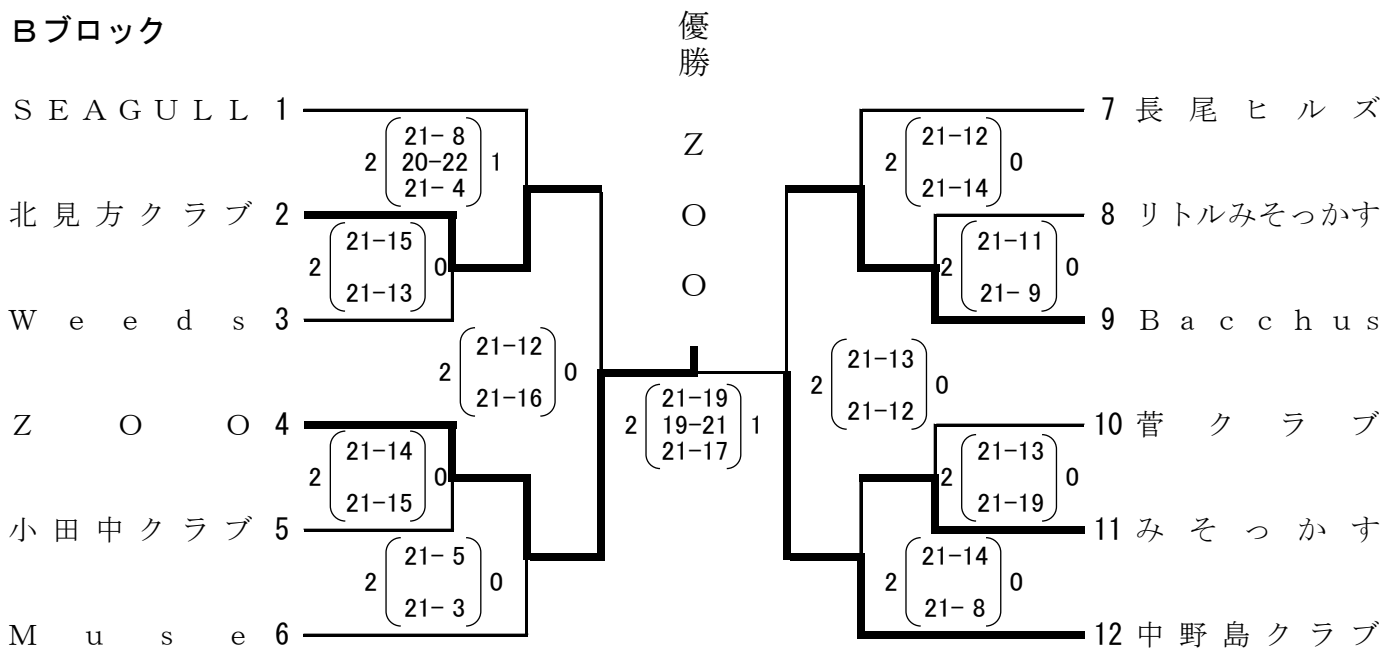 Bブロック
優勝
ZOO
SEAGULL 1
21- 8
2 20-22 1
21- 4
北見方クラブ 2
21-15
2 0
21-13
Weeds 3
21-12
2 0
21-16
ZOO 4
21-14
2 0
21-15
小田中クラブ 5
21- 5
2 0
21- 3
Muse 6
21-19
2 19-21 1
21-17
7 長尾ヒルズ
21-12
2 0
21-14
8 リトルみそっかす
21-11
2 0
21- 9
9 Bacchus
21-13
2 0
21-12
10 菅クラブ
21-13
2 0
21-19
11 みそっかす
21-14
2 0
21- 8
12 中野島クラブ